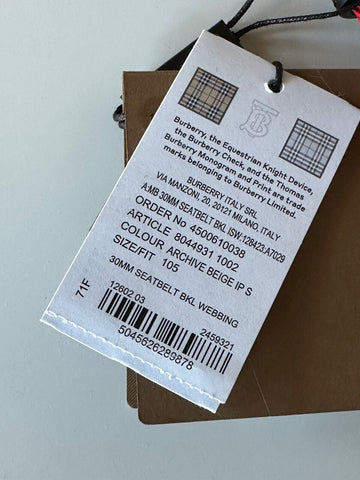 Burberry, the Equestrian Knight Device,
the Burberry Check, and the Thomas
Burberry Monogram and Print are trade
marks belonging to Burberry Limited.
BURBERRY ITALY SRL
VIA MANZONI, 20, 20121 MILANO, ITALY
A.MB 30MM SEATBELT BKL ISW:128423:A7029
ORDER No 4500610038
ARTICLE 8044931 1002
COLOUR ARCHIVE BEIGE IP S
SIZE/FIT 105
30MM SEATBELT BKL WEBBING
71F
12602 03
2459321
5045626289878